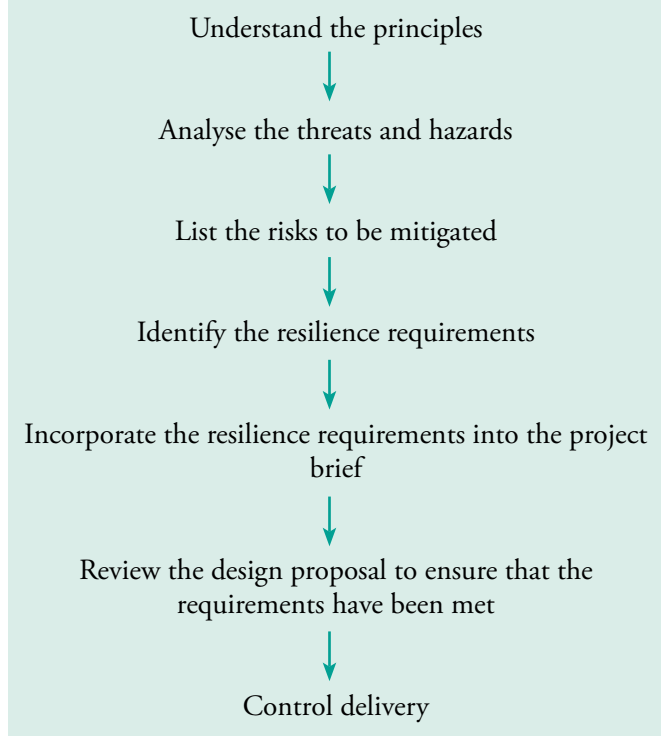 Understand the principles
Analyse the threats and hazards
List the risks to be mitigated
Identify the resilience requirements
Incorporate the resilience requirements into the project
brief
Review the design proposal to ensure that the
requirements have been met
Control delivery